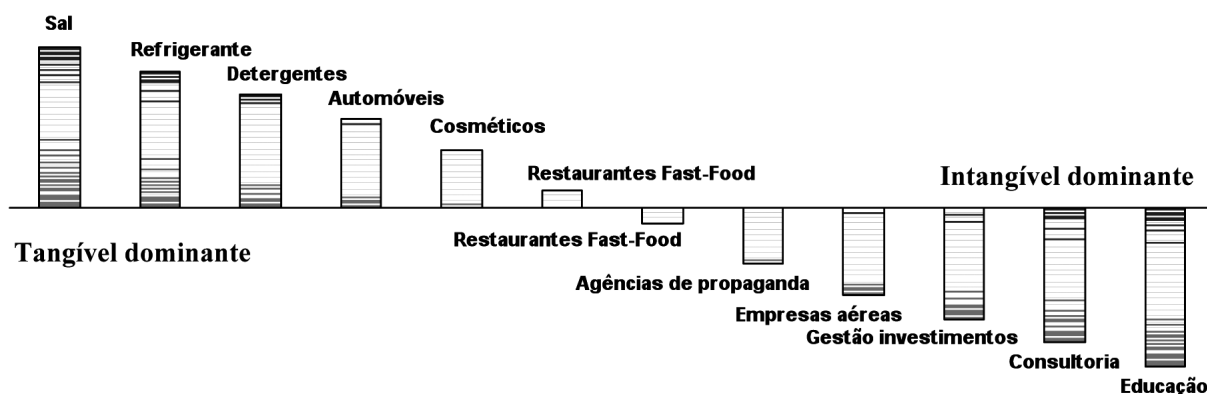 Sal
Refrigerante
Detergentes
Automóveis
Cosméticos
Restaurantes Fast-Food
Intangível dominante
Tangível dominante
Restaurantes Fast-Food
Agências de propaganda
Empresas aéreas
Gestão investimentos
Consultoria
Educação